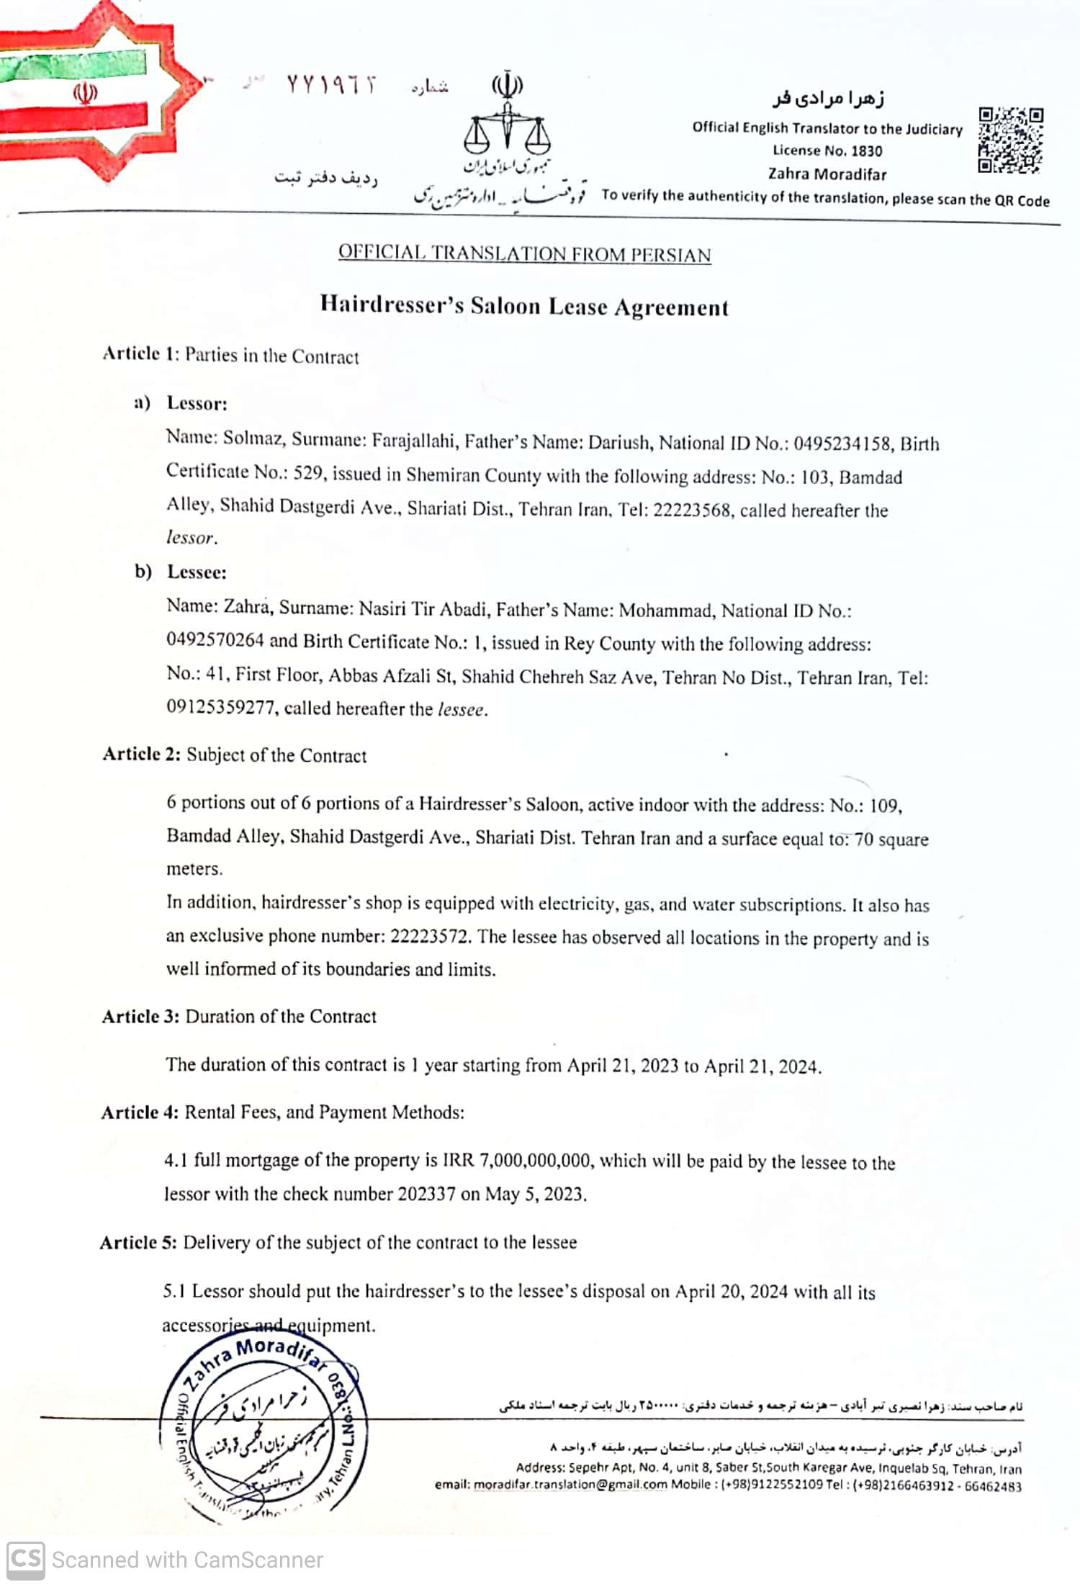 شماره ۷۷۱۹۶۲
ردیف دفتر ثبت
جمهوری اسلامی ایران
قوه قضائیه - اداره مترجمین رسمی
زهرا مرادی فر
Official English Translator to the Judiciary
License No. 1830
Zahra Moradifar
To verify the authenticity of the translation, please scan the QR Code
OFFICIAL TRANSLATION FROM PERSIAN
Hairdresser's Saloon Lease Agreement
Article 1: Parties in the Contract
a) Lessor:
Name: Solmaz, Surmane: Farajallahi, Father's Name: Dariush, National ID No.: 0495234158, Birth
Certificate No.: 529, issued in Shemiran County with the following address: No.: 103, Bamdad
Alley, Shahid Dastgerdi Ave., Shariati Dist., Tehran Iran, Tel: 22223568, called hereafter the
lessor.
b) Lessee:
Name: Zahra, Surname: Nasiri Tir Abadi, Father's Name: Mohammad, National ID No.:
0492570264 and Birth Certificate No.: 1, issued in Rey County with the following address:
No.: 41, First Floor, Abbas Afzali St, Shahid Chehreh Saz Ave, Tehran No Dist., Tehran Iran, Tel:
09125359277, called hereafter the lessee.
Article 2: Subject of the Contract
6 portions out of 6 portions of a Hairdresser's Saloon, active indoor with the address: No.: 109,
Bamdad Alley, Shahid Dastgerdi Ave., Shariati Dist. Tehran Iran and a surface equal to: 70 square
meters.
In addition, hairdresser's shop is equipped with electricity, gas, and water subscriptions. It also has
an exclusive phone number: 22223572. The lessee has observed all locations in the property and is
well informed of its boundaries and limits.
Article 3: Duration of the Contract
The duration of this contract is 1 year starting from April 21, 2023 to April 21, 2024.
Article 4: Rental Fees, and Payment Methods:
4.1 full mortgage of the property is IRR 7,000,000,000, which will be paid by the lessee to the
lessor with the check number 202337 on May 5, 2023.
Article 5: Delivery of the subject of the contract to the lessee
5.1 Lessor should put the hairdresser's to the lessee's disposal on April 20, 2024 with all its
accessories and equipment.
Zahra Moradifar
Official English Translator to the Judiciary, Tehran L.No.:1830
زهرا مرادی فر
نام صاحب سند: زهرا نصیری تیر آبادی – هزینه ترجمه و خدمات دفتری: ۲۵۰۰۰۰۰ ریال بابت ترجمه اسناد ملکی
آدرس: خیابان کارگر جنوبی، نرسیده به میدان انقلاب، خیابان صابر، ساختمان سپهر، طبقه ۴، واحد ۸
Address: Sepehr Apt, No. 4, unit 8, Saber St,South Karegar Ave, Inquelab Sq, Tehran, Iran
email: moradifar.translation@gmail.com Mobile : (+98)9122552109 Tel : (+98)2166463912 - 66462483
CS Scanned with CamScanner